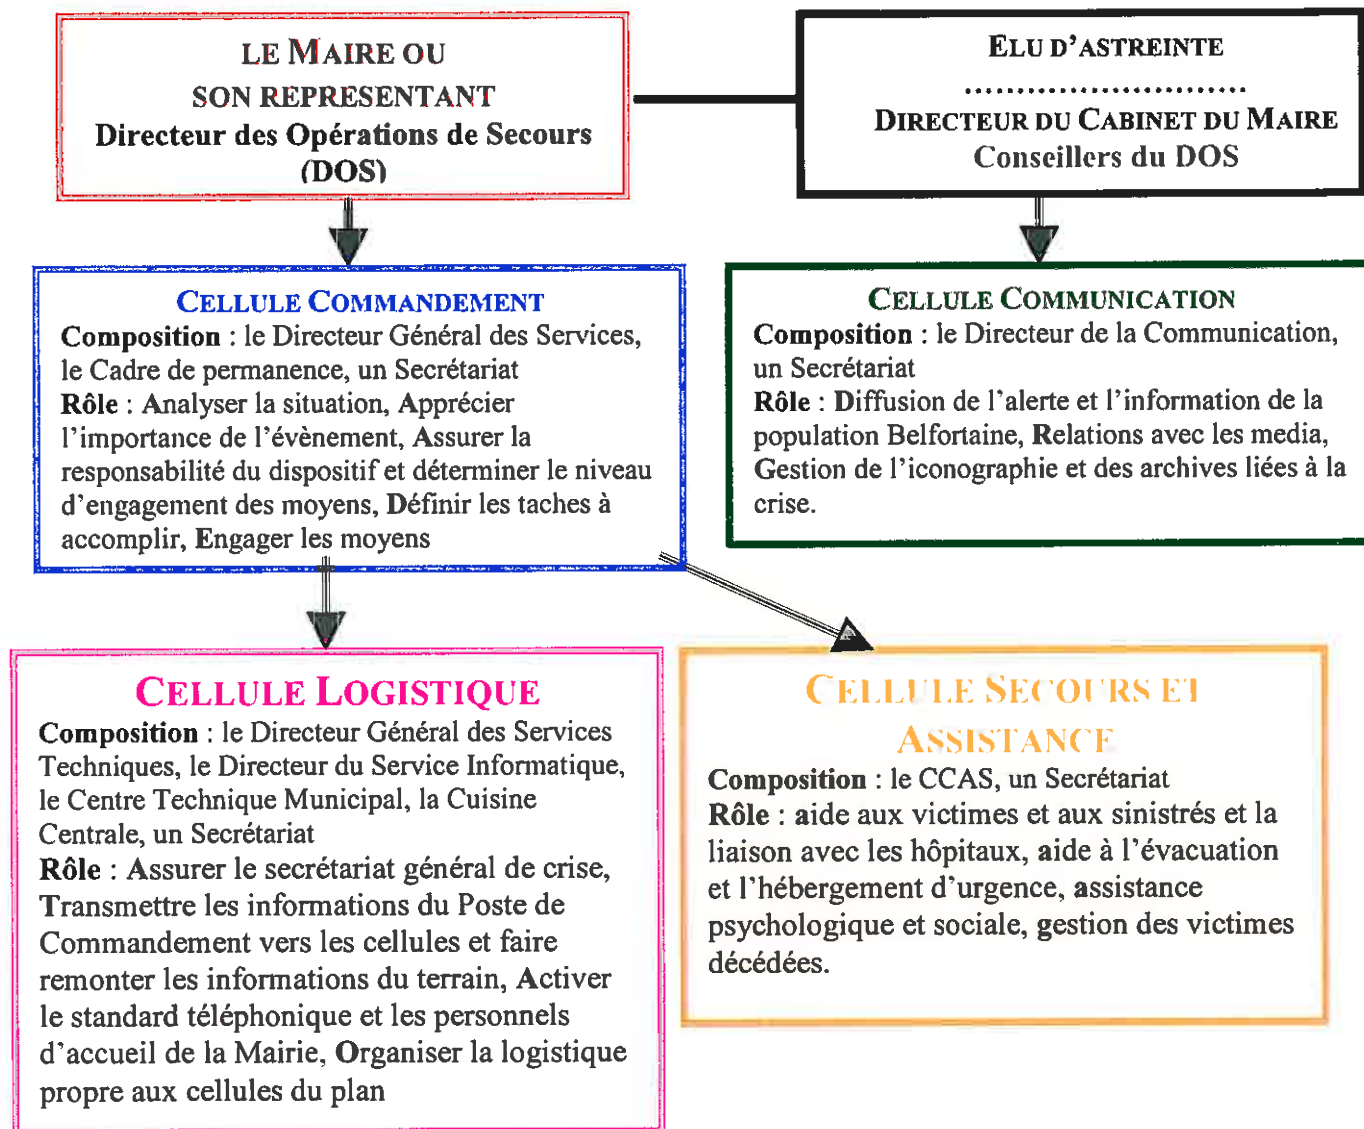 LE MAIRE OU
SON REPRESENTANT
Directeur des Opérations de Secours
(DOS)
ELU D'ASTREINTE
............................
DIRECTEUR DU CABINET DU MAIRE
Conseillers du DOS
CELLULE COMMANDEMENT
Composition : le Directeur Général des Services,
le Cadre de permanence, un Secrétariat
Rôle : Analyser la situation, Apprécier
l'importance de l'évènement, Assurer la
responsabilité du dispositif et déterminer le niveau
d'engagement des moyens, Définir les taches à
accomplir, Engager les moyens
CELLULE COMMUNICATION
Composition : le Directeur de la Communication,
un Secrétariat
Rôle : Diffusion de l'alerte et l'information de la
population Belfortaine, Relations avec les media,
Gestion de l'iconographie et des archives liées à la
crise.
CELLULE LOGISTIQUE
Composition : le Directeur Général des Services
Techniques, le Directeur du Service Informatique,
le Centre Technique Municipal, la Cuisine
Centrale, un Secrétariat
Rôle : Assurer le secrétariat général de crise,
Transmettre les informations du Poste de
Commandement vers les cellules et faire
remonter les informations du terrain, Activer
le standard téléphonique et les personnels
d'accueil de la Mairie, Organiser la logistique
propre aux cellules du plan
CELLULE SECOURS ET
ASSISTANCE
Composition : le CCAS, un Secrétariat
Rôle : aide aux victimes et aux sinistrés et la
liaison avec les hôpitaux, aide à l'évacuation
et l'hébergement d'urgence, assistance
psychologique et sociale, gestion des victimes
décédées.